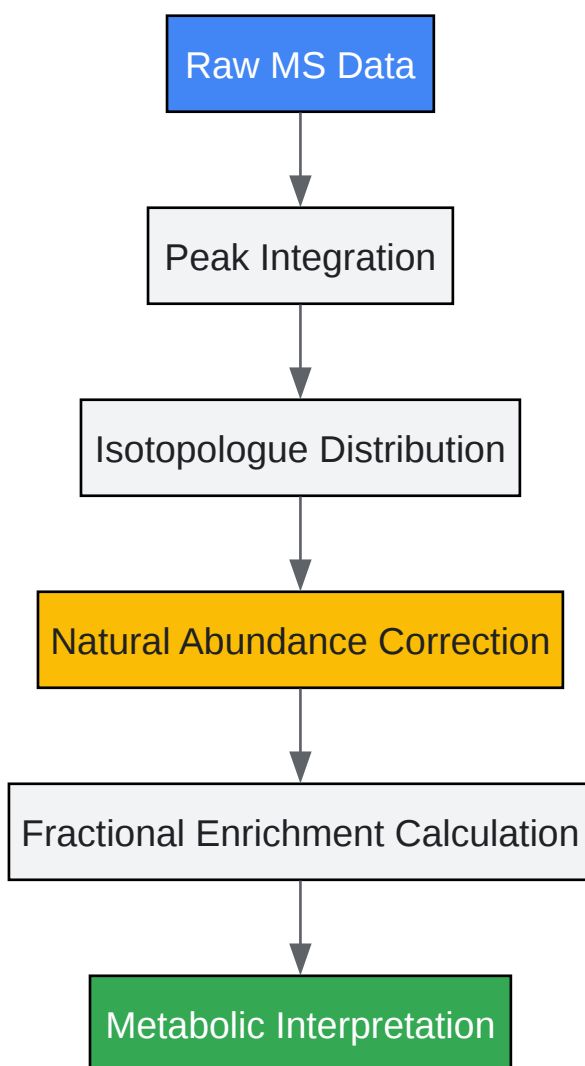 Raw MS Data
Peak Integration
Isotopologue Distribution
Natural Abundance Correction
Fractional Enrichment Calculation
Metabolic Interpretation